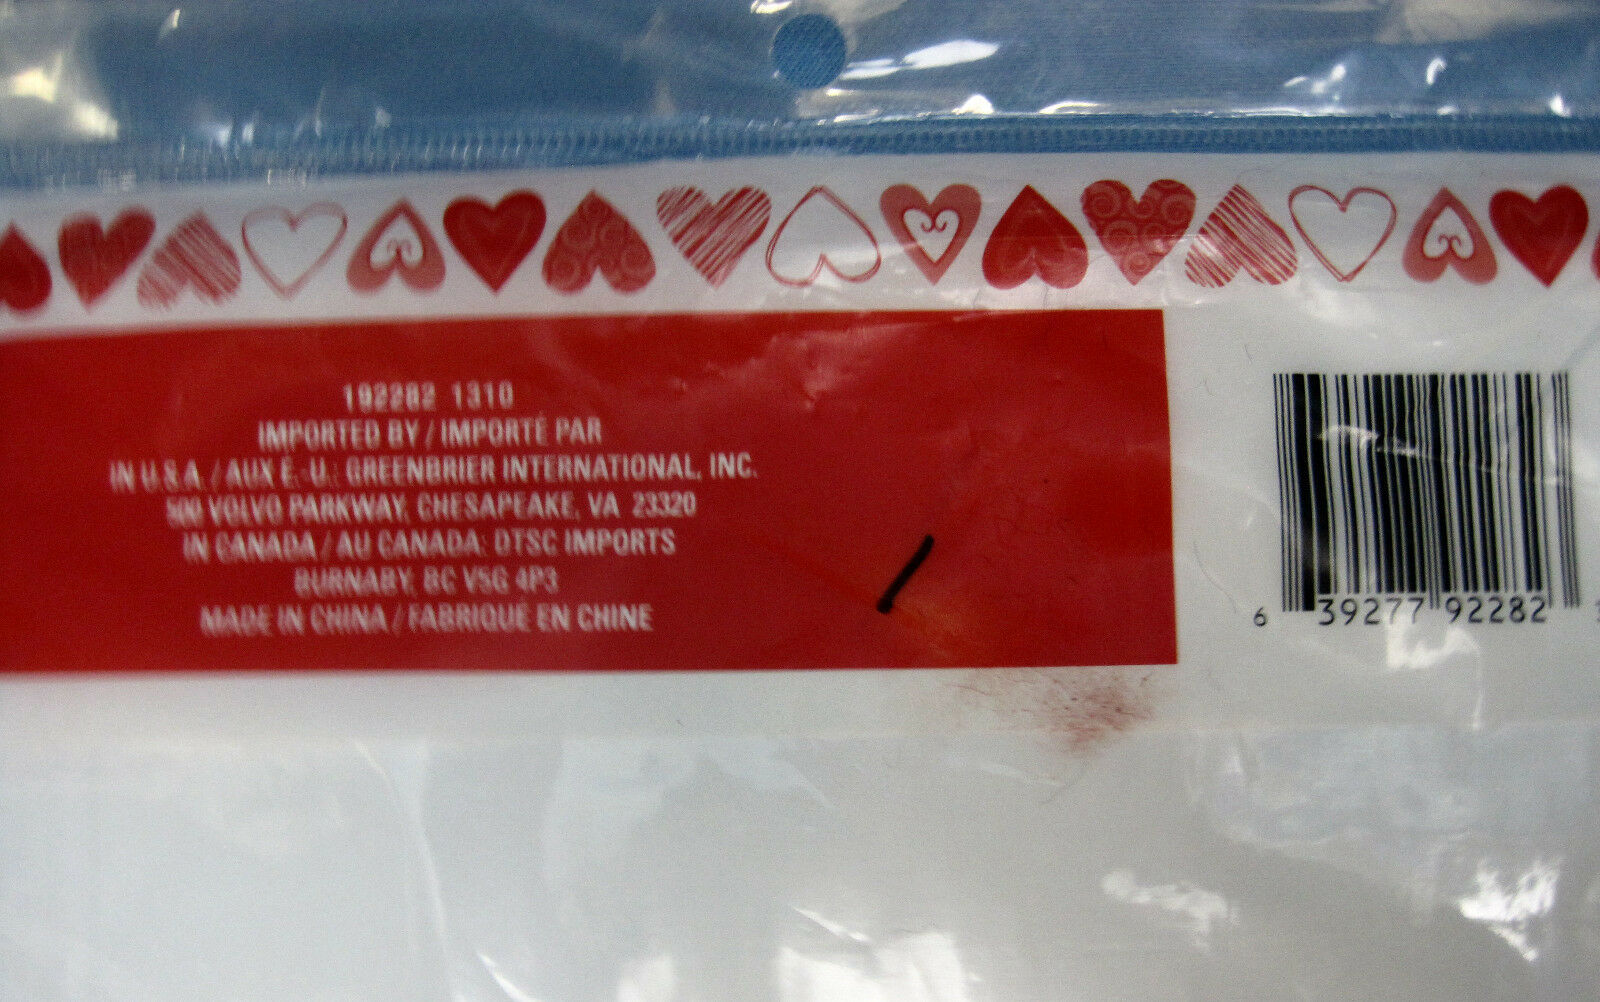 192282 1310
IMPORTED BY / IMPORTÉ PAR
IN U.S.A. / AUX É. U.: GREENBRIER INTERNATIONAL, INC.
500 VOLVO PARKWAY, CHESAPEAKE, VA 23320
IN CANADA / AU CANADA: DTSC IMPORTS
BURNABY, BC V5G 4P3
MADE IN CHINA / FABRIQUÉ EN CHINE
6 39277 92282